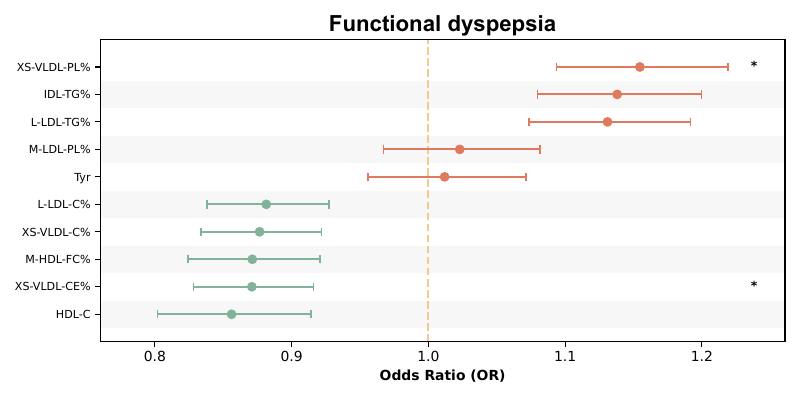 Functional dyspepsia
XS-VLDL-PL% *
IDL-TG%
L-LDL-TG%
M-LDL-PL%
Tyr
L-LDL-C%
XS-VLDL-C%
M-HDL-FC%
XS-VLDL-CE% *
HDL-C
0.8 0.9 1.0 1.1 1.2
Odds Ratio (OR)